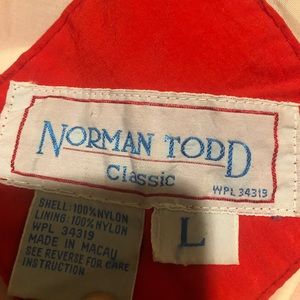 NORMAN TODD
Classic
WPL 34319
SHELL: 100% NYLON
LINING: 100% NYLON
WPL 34319
MADE IN MACAU
SEE REVERSE FOR CARE
INSTRUCTION
L